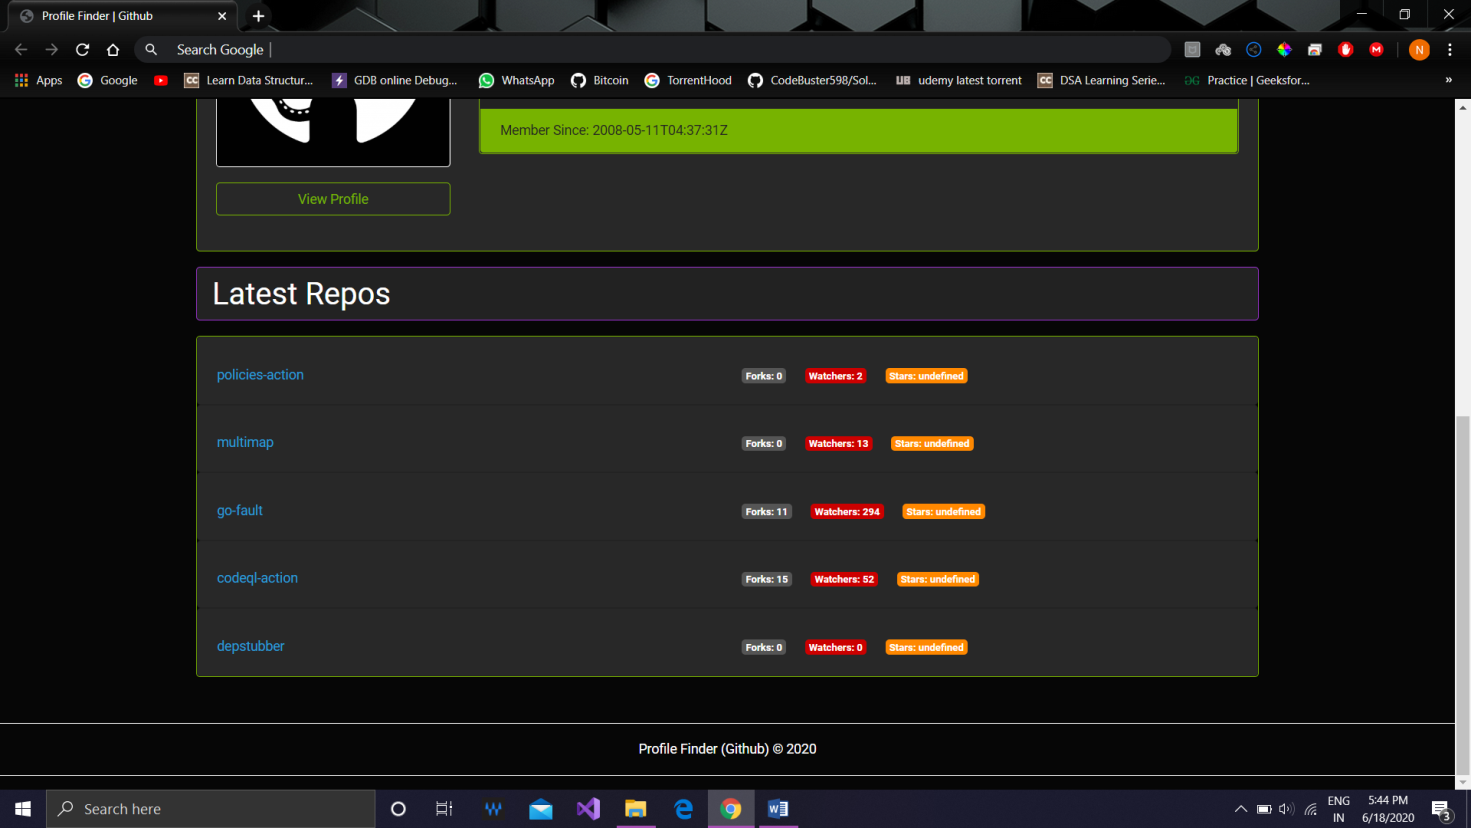 Profile Finder | Github
Search Google
N
Apps Google Learn Data Structur... GDB online Debug... WhatsApp Bitcoin TorrentHood CodeBuster598/Sol... udemy latest torrent DSA Learning Serie... Practice | Geeksfor... »
Member Since: 2008-05-11T04:37:31Z
View Profile
Latest Repos
policies-action Forks: 0 Watchers: 2 Stars: undefined
multimap Forks: 0 Watchers: 13 Stars: undefined
go-fault Forks: 11 Watchers: 294 Stars: undefined
codeql-action Forks: 15 Watchers: 52 Stars: undefined
depstubber Forks: 0 Watchers: 0 Stars: undefined
Profile Finder (Github) © 2020
Search here
ENG
IN
5:44 PM
6/18/2020
3